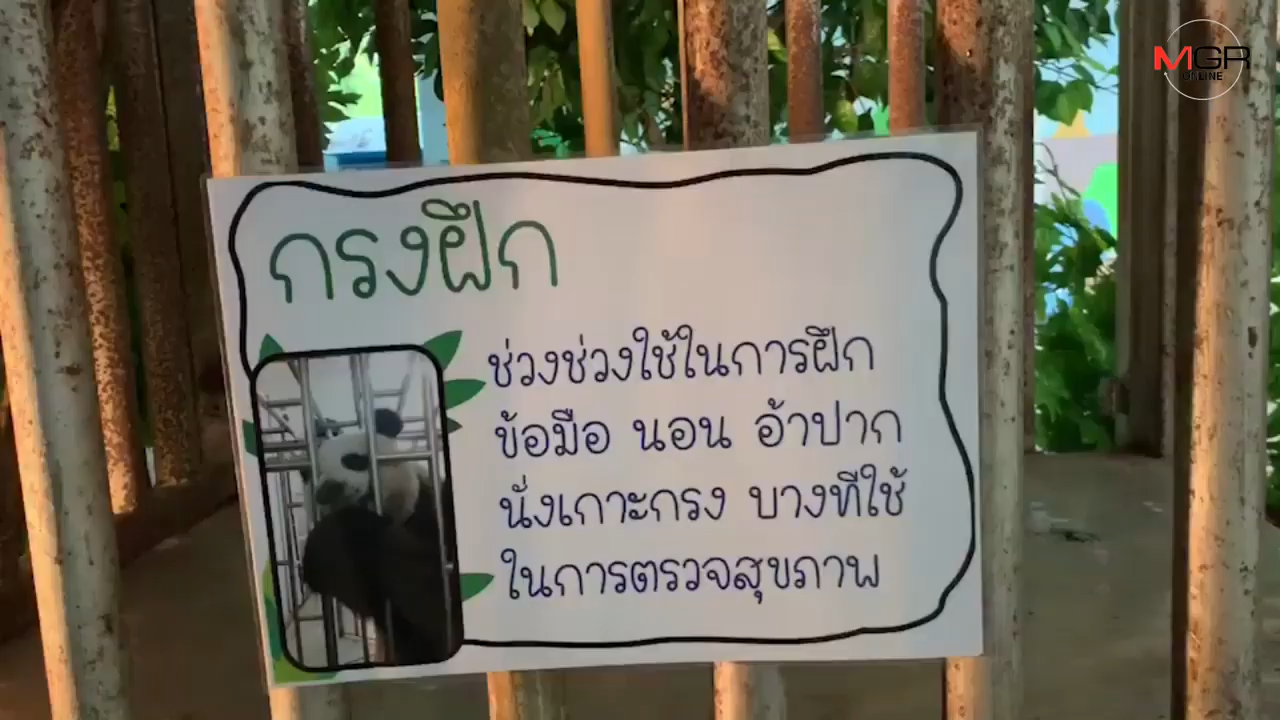 MGR
ONLINE
กรงฝึก
ช่วงช่วงใช้ในการฝึก
ข้อมือ นอน อ้าปาก
นั่งเกาะกรง บางทีใช้
ในการตรวจสุขภาพ